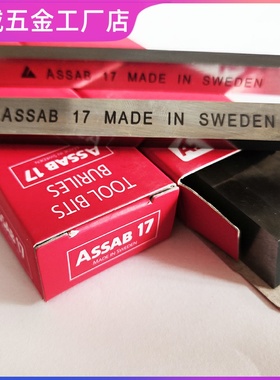 诚五金工厂店
ASSAB 17 MADE IN SWEDEN
ASSAB 17 MADE IN SWEDEN
TOOL BITS
BURILES
ASSAB 17
ASSAB 17
MADE IN SWEDEN